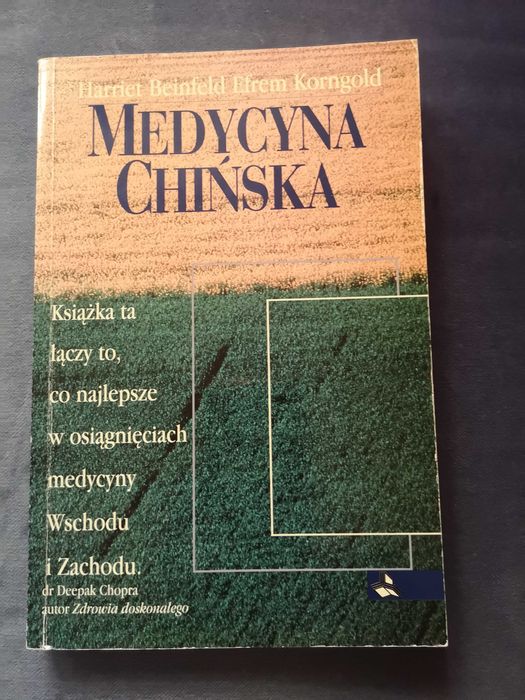 Harriet Beinfeld Efrem Korngold
MEDYCYNA
CHIŃSKA
Książka ta
łączy to,
co najlepsze
w osiągnięciach
medycyny
Wschodu
i Zachodu.
dr Deepak Chopra
autor Zdrowia doskonałego